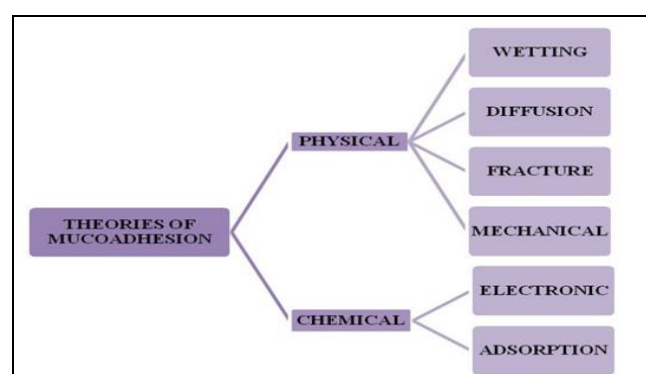 THEORIES OF
MUCOADHESION
PHYSICAL
WETTING
DIFFUSION
FRACTURE
MECHANICAL
CHEMICAL
ELECTRONIC
ADSORPTION